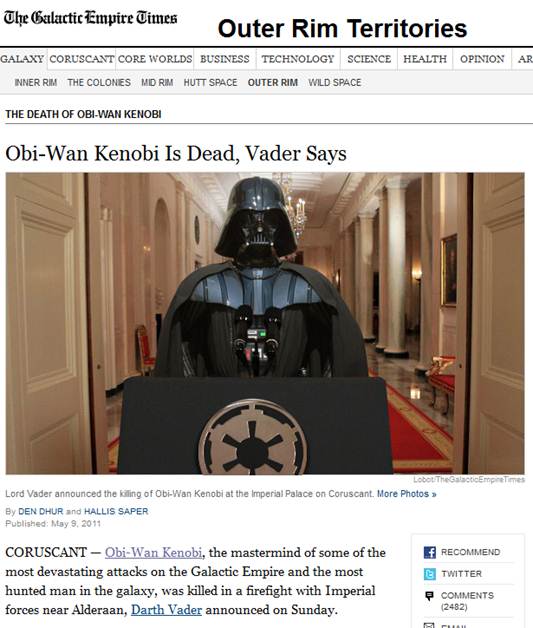 The Galactic Empire Times
Outer Rim Territories
GALAXY CORUSCANT CORE WORLDS BUSINESS TECHNOLOGY SCIENCE HEALTH OPINION AR
INNER RIM THE COLONIES MID RIM HUTT SPACE OUTER RIM WILD SPACE
THE DEATH OF OBI-WAN KENOBI
Obi-Wan Kenobi Is Dead, Vader Says
Lobot/TheGalacticEmpireTimes
Lord Vader announced the killing of Obi-Wan Kenobi at the Imperial Palace on Coruscant. More Photos »
By DEN DHUR and HALLIS SAPER
Published: May 9, 2011
CORUSCANT — Obi-Wan Kenobi, the mastermind of some of the
most devastating attacks on the Galactic Empire and the most
hunted man in the galaxy, was killed in a firefight with Imperial
forces near Alderaan, Darth Vader announced on Sunday.
RECOMMEND
TWITTER
COMMENTS
(2482)
EMAIL